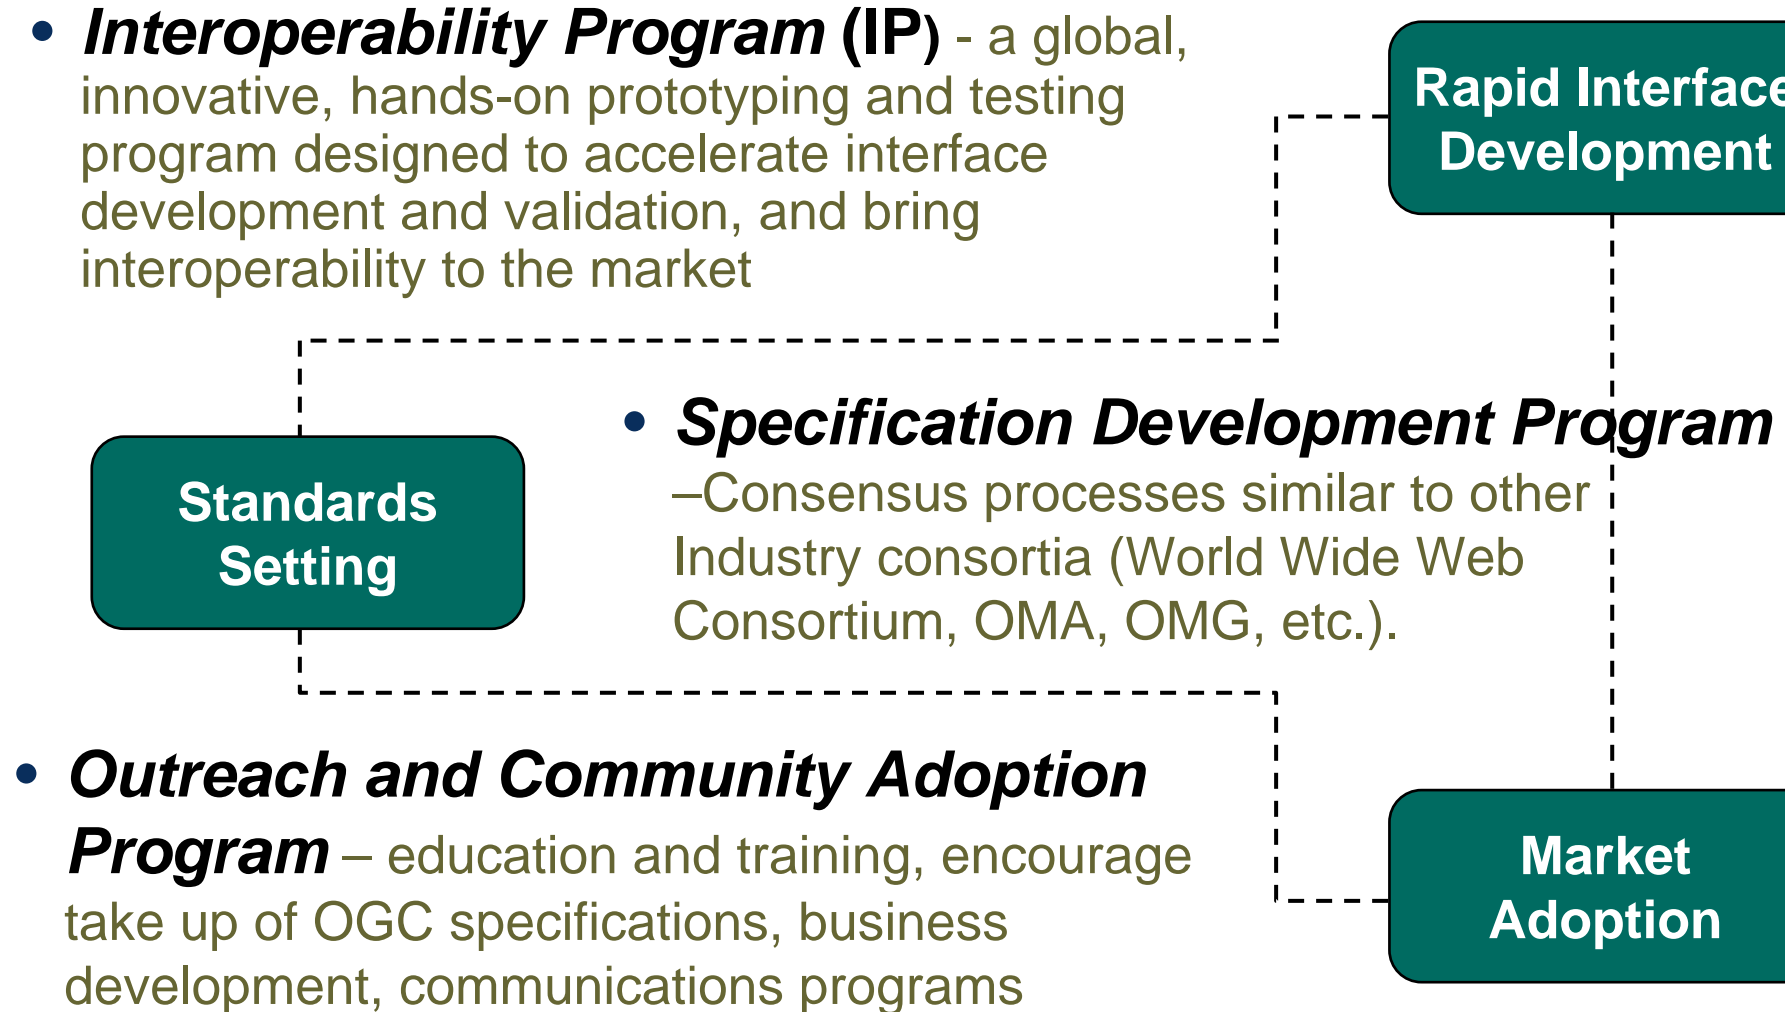 • Interoperability Program (IP) - a global,
innovative, hands-on prototyping and testing
program designed to accelerate interface
development and validation, and bring
interoperability to the market
Rapid Interface
Development
• Specification Development Program
–Consensus processes similar to other
Industry consortia (World Wide Web
Consortium, OMA, OMG, etc.).
Standards
Setting
• Outreach and Community Adoption
Program – education and training, encourage
take up of OGC specifications, business
development, communications programs
Market
Adoption